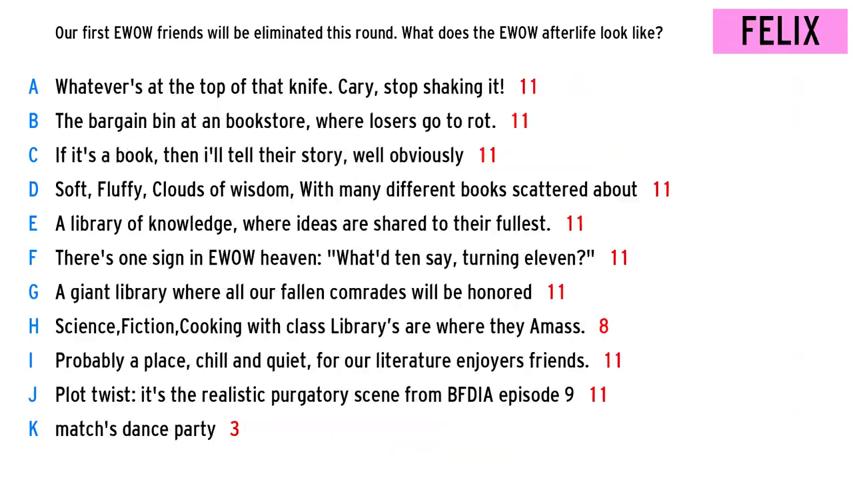 Our first EWOW friends will be eliminated this round. What does the EWOW afterlife look like?
FELIX
A Whatever's at the top of that knife. Cary, stop shaking it! 11
B The bargain bin at an bookstore, where losers go to rot. 11
C If it's a book, then i'll tell their story, well obviously 11
D Soft, Fluffy, Clouds of wisdom, With many different books scattered about 11
E A library of knowledge, where ideas are shared to their fullest. 11
F There's one sign in EWOW heaven: "What'd ten say, turning eleven?" 11
G A giant library where all our fallen comrades will be honored 11
H Science,Fiction,Cooking with class Library’s are where they Amass. 8
I Probably a place, chill and quiet, for our literature enjoyers friends. 11
J Plot twist: it's the realistic purgatory scene from BFDIA episode 9 11
K match's dance party 3